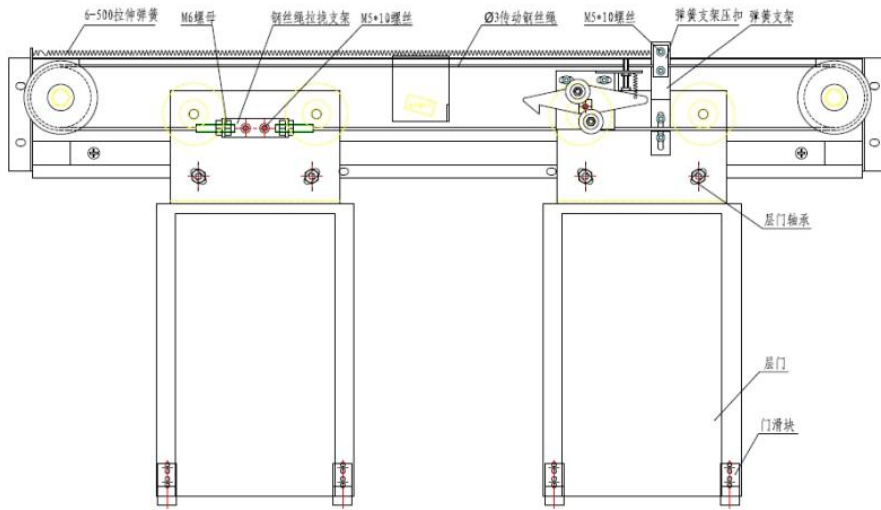 6-500拉伸弹簧
M6螺母
钢丝绳拉挠支架
M5*10螺丝
Ø3传动钢丝绳
M5*10螺丝
弹簧支架压扣
弹簧支架
层门轴承
层门
门滑块